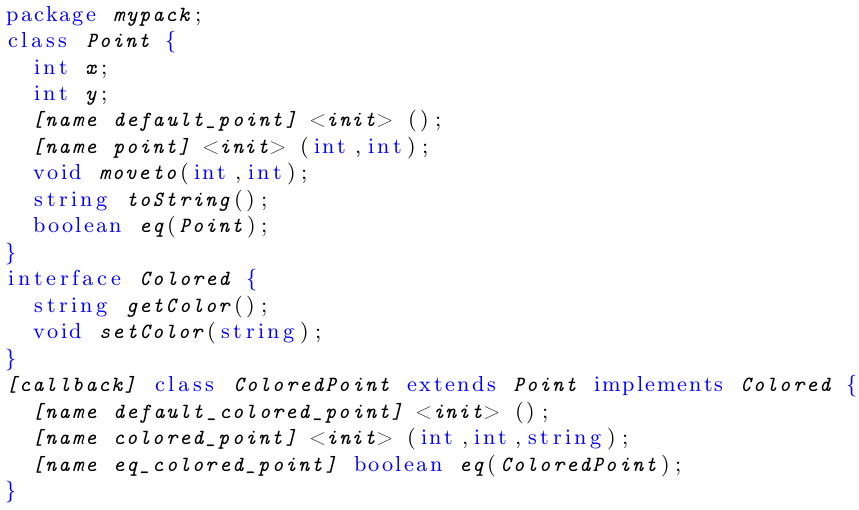 package mypack;
class Point {
int x;
int y;
[name default_point] <init> ();
[name point] <init> (int ,int);
void moveto(int ,int);
string toString();
boolean eq(Point);
}
interface Colored {
string getColor();
void setColor(string);
}
[callback] class ColoredPoint extends Point implements Colored {
[name default_colored_point] <init> ();
[name colored_point] <init> (int ,int ,string);
[name eq_colored_point] boolean eq(ColoredPoint);
}